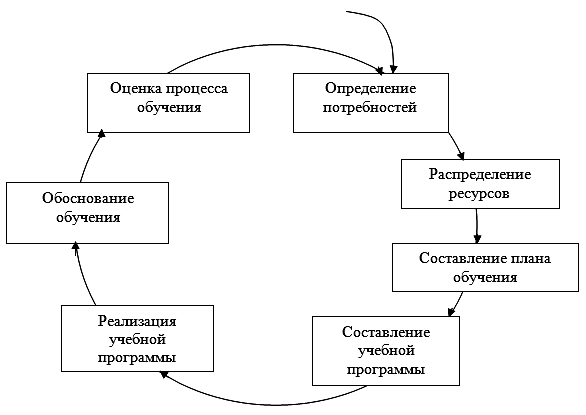 Оценка процесса
обучения
Определение
потребностей
Распределение
ресурсов
Обоснование
обучения
Составление плана
обучения
Реализация
учебной
программы
Составление
учебной
программы